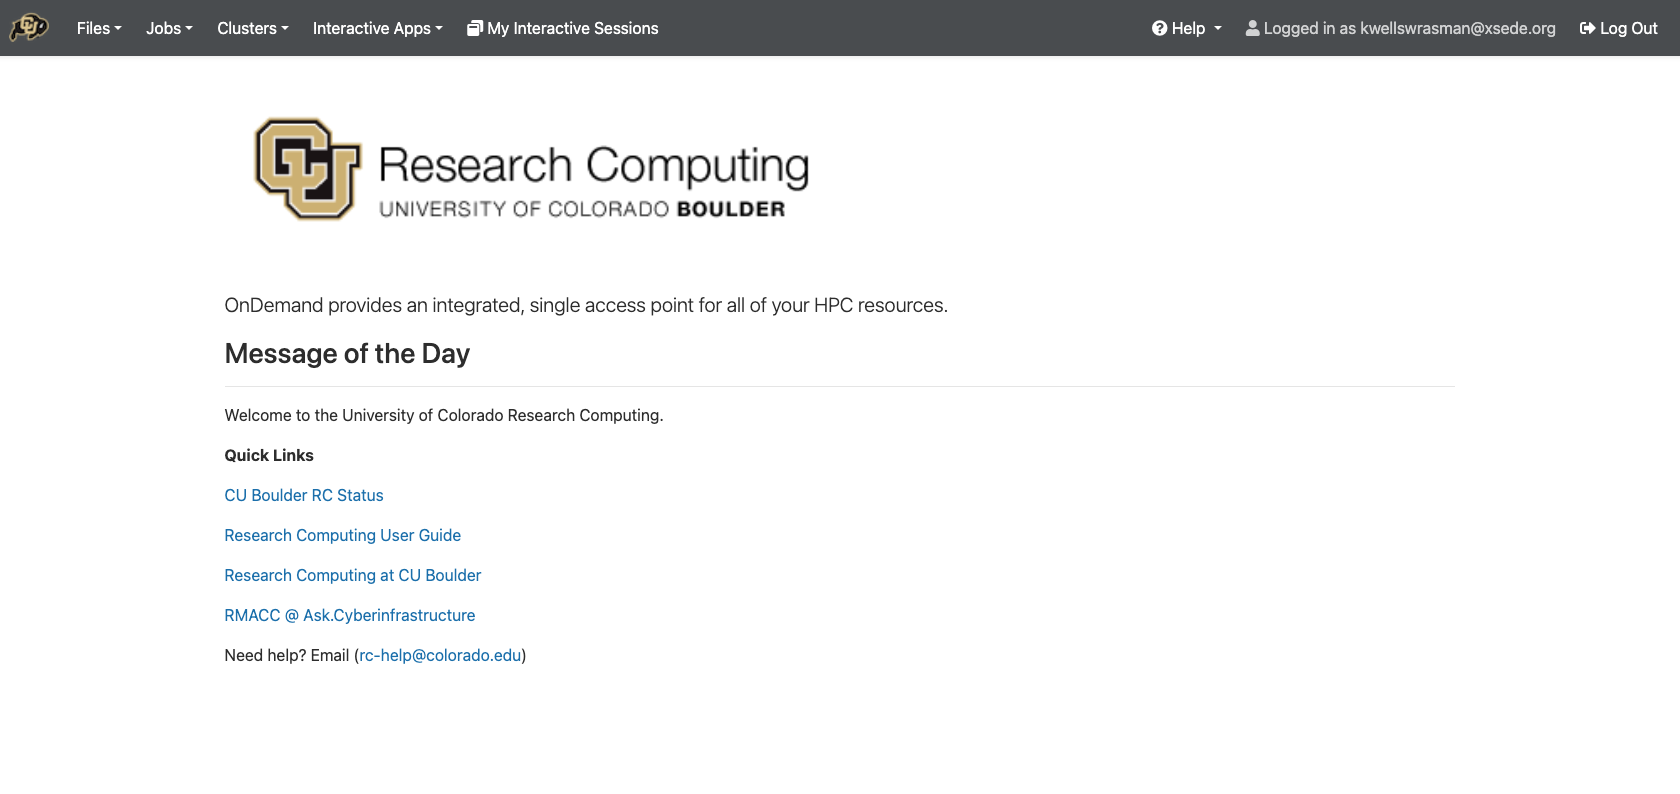 CU
Files
Jobs
Clusters
Interactive Apps
My Interactive Sessions
Help
Logged in as kwellswrasman@xsede.org
Log Out
CU
Research Computing
UNIVERSITY OF COLORADO BOULDER
OnDemand provides an integrated, single access point for all of your HPC resources.
Message of the Day
Welcome to the University of Colorado Research Computing.
Quick Links
CU Boulder RC Status
Research Computing User Guide
Research Computing at CU Boulder
RMACC @ Ask.Cyberinfrastructure
Need help? Email (rc-help@colorado.edu)